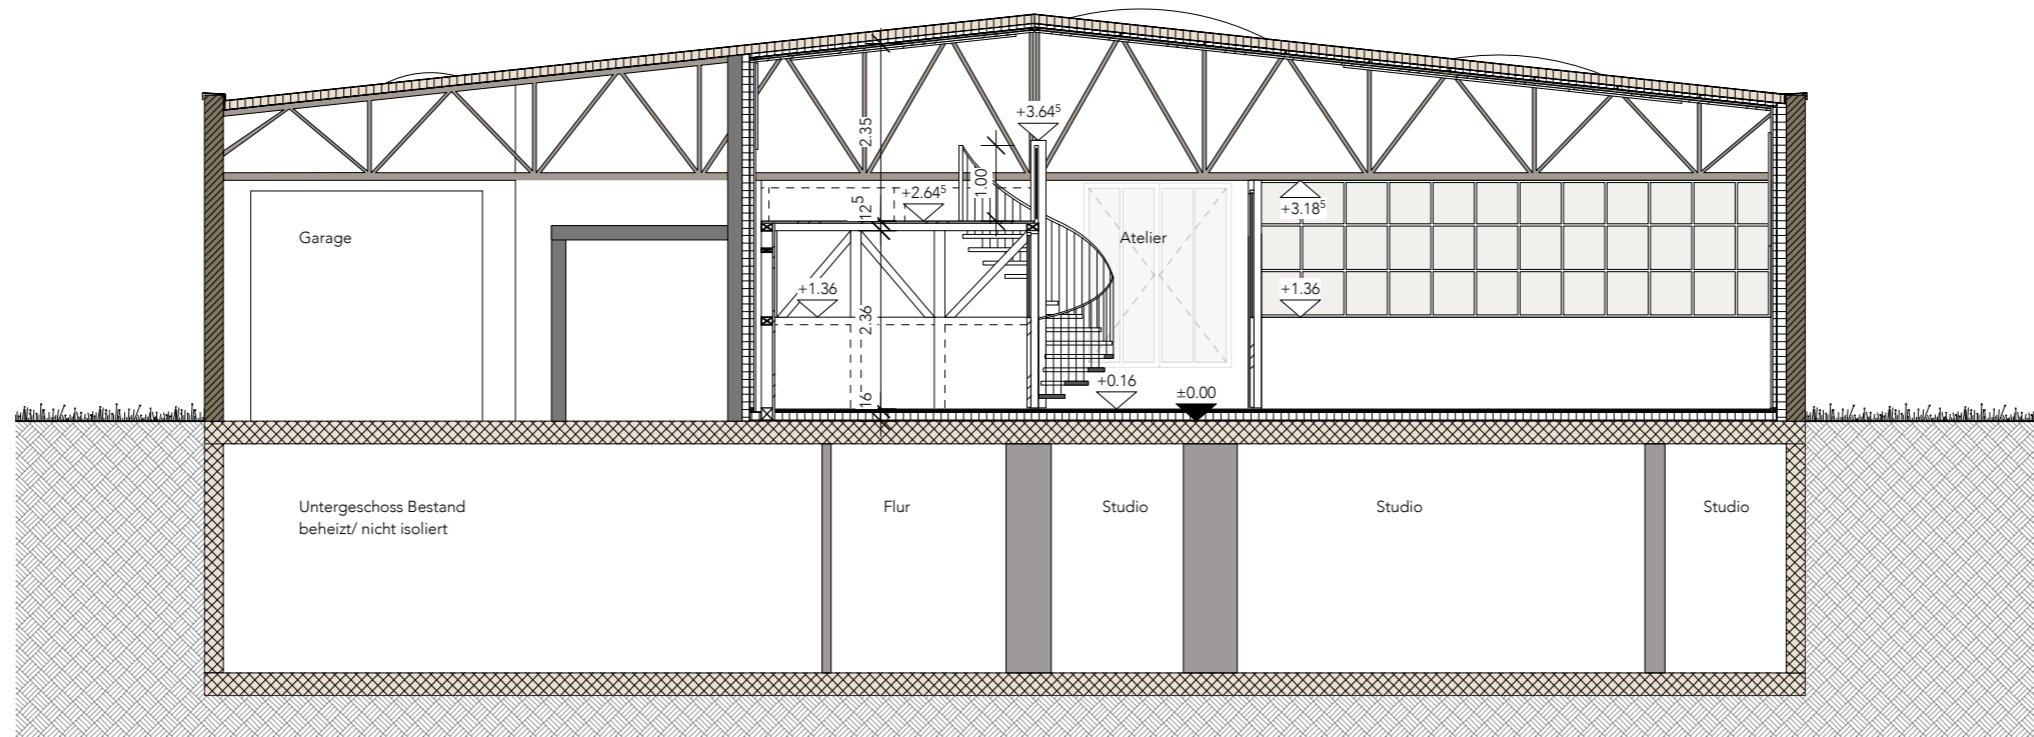 +3.64⁵
2.35
1.00
+2.64⁵
12⁵
+3.18⁵
Garage
Atelier
+1.36
+1.36
2.36
+0.16
±0.00
16
Untergeschoss Bestand
beheizt/ nicht isoliert
Flur
Studio
Studio
Studio